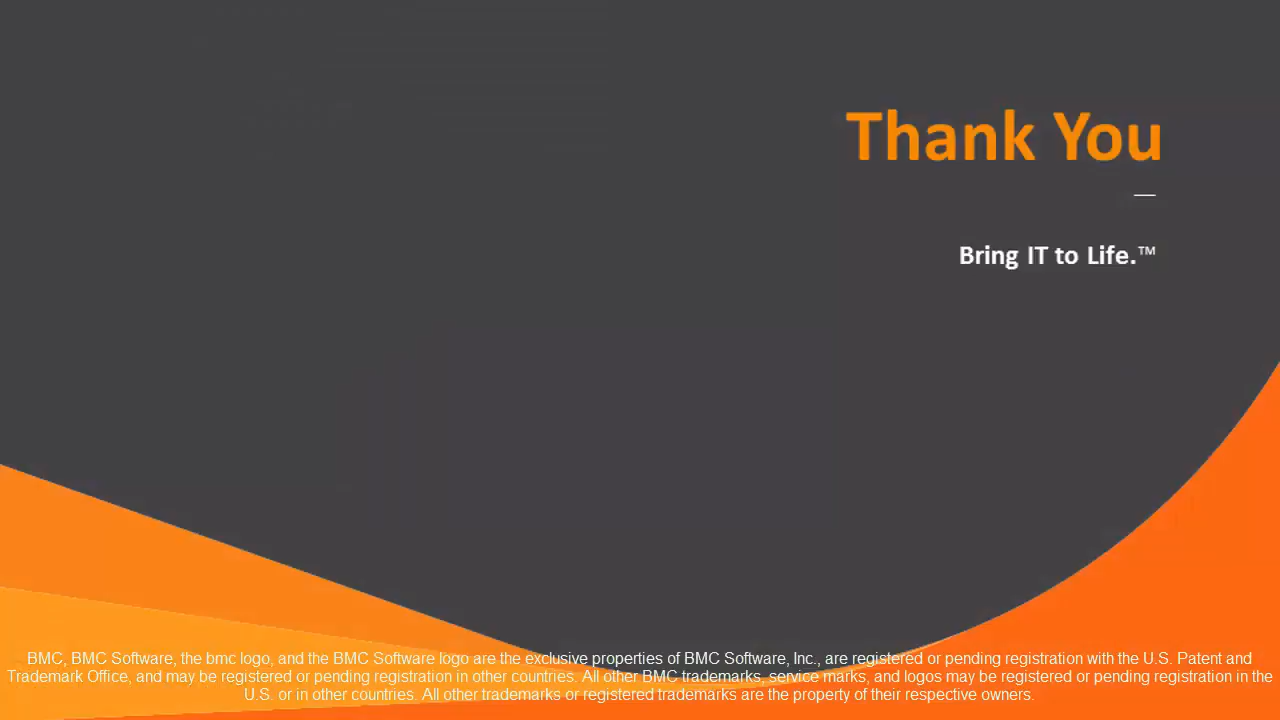 Thank You
Bring IT to Life.™
BMC, BMC Software, the bmc logo, and the BMC Software logo are the exclusive properties of BMC Software, Inc., are registered or pending registration with the U.S. Patent and
Trademark Office, and may be registered or pending registration in other countries. All other BMC trademarks, service marks, and logos may be registered or pending registration in the
U.S. or in other countries. All other trademarks or registered trademarks are the property of their respective owners.